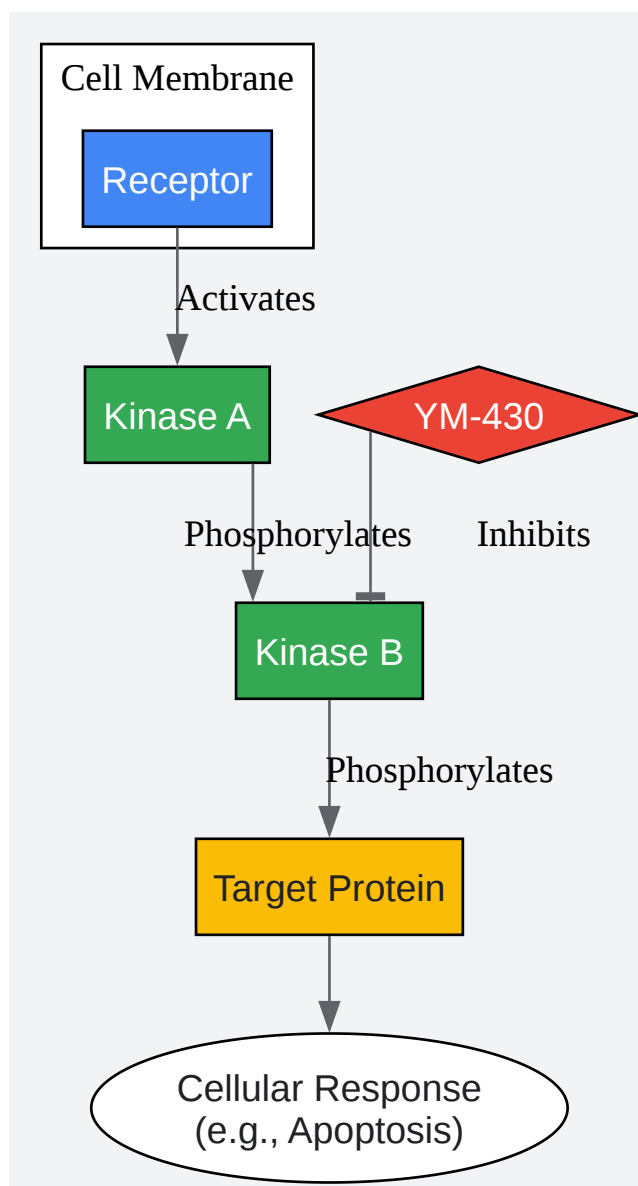 Cell Membrane
Receptor
Activates
Kinase A
YM-430
Phosphorylates
Inhibits
Kinase B
Phosphorylates
Target Protein
Cellular Response
(e.g., Apoptosis)